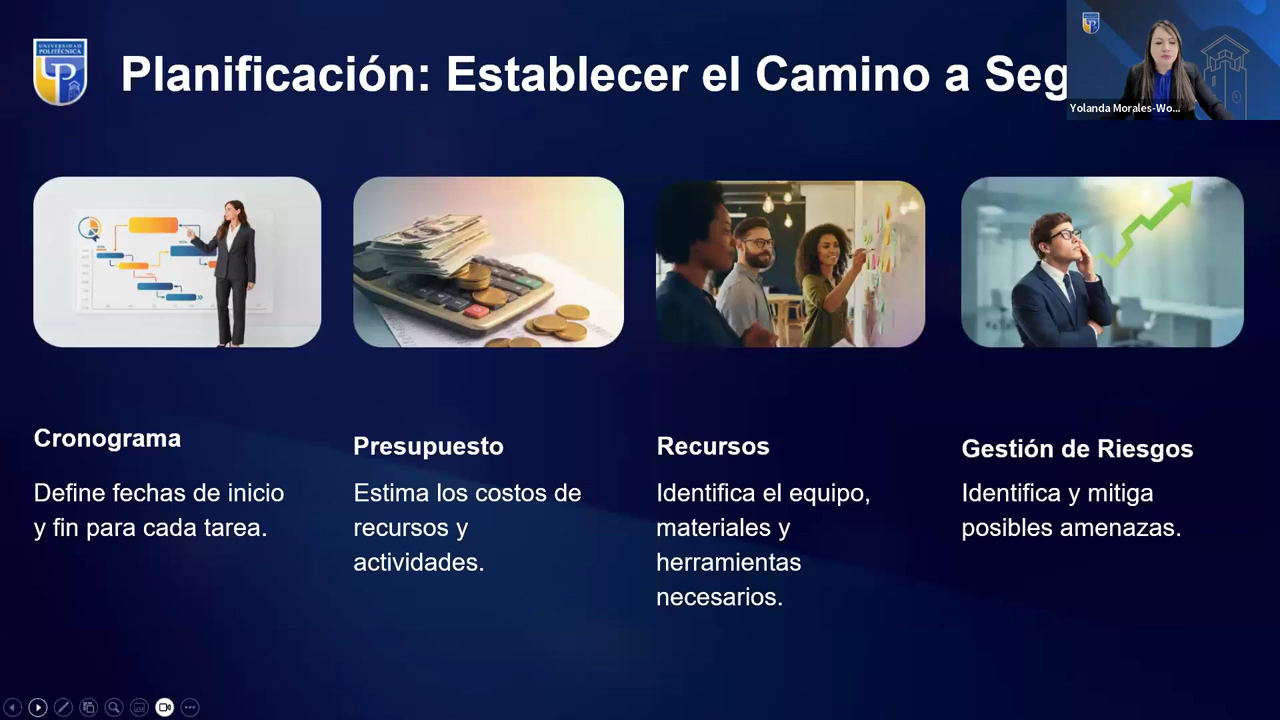 UNIVERSIDAD
POLITÉCNICA
Planificación: Establecer el Camino a Seg
Yolanda Morales-Wo...
Cronograma
Define fechas de inicio
y fin para cada tarea.
Presupuesto
Estima los costos de
recursos y
actividades.
Recursos
Identifica el equipo,
materiales y
herramientas
necesarios.
Gestión de Riesgos
Identifica y mitiga
posibles amenazas.